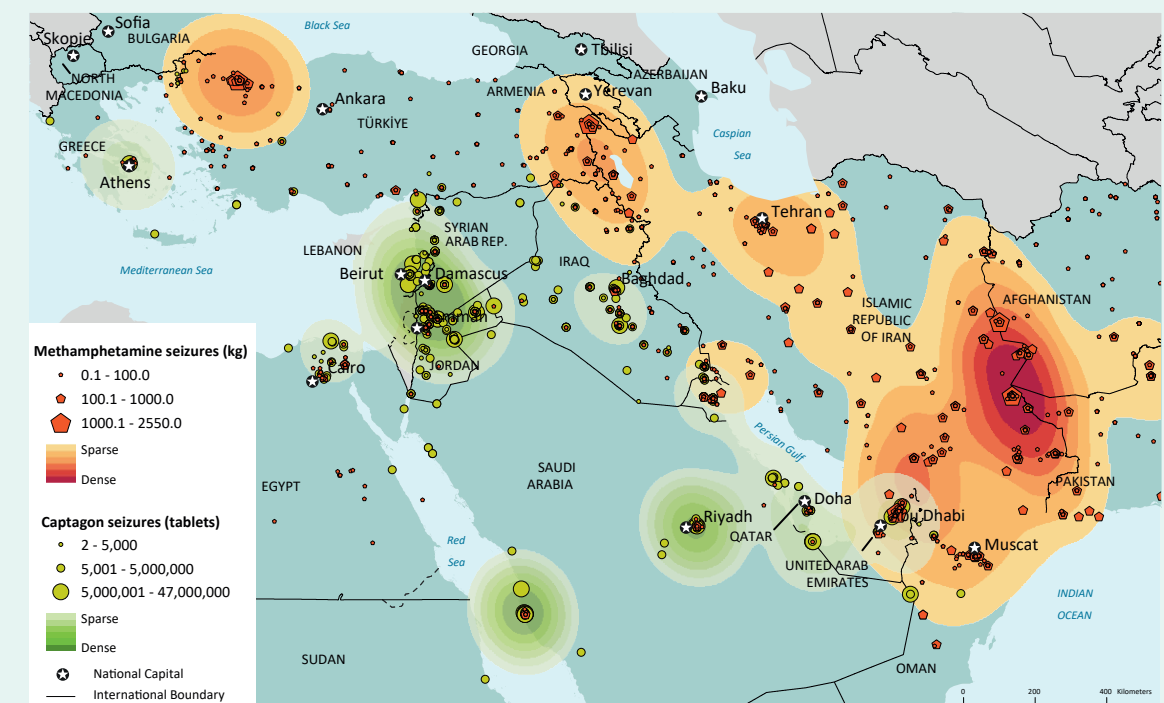 Sofia
Black Sea
Skopje
BULGARIA
GEORGIA
Tbilisi
NORTH
MACEDONIA
AZERBAIJAN
ARMENIA
Yerevan
Baku
Ankara
TÜRKİYE
Caspian
Sea
GREECE
Athens
Tehran
SYRIAN
ARAB REP.
LEBANON
IRAQ
Mediterranean Sea
Beirut
Damascus
Baghdad
ISLAMIC
REPUBLIC
OF IRAN
AFGHANISTAN
Amman
JORDAN
Cairo
Methamphetamine seizures (kg)
0.1 - 100.0
100.1 - 1000.0
1000.1 - 2550.0
Sparse
Dense
Persian Gulf
EGYPT
SAUDI
ARABIA
PAKISTAN
Captagon seizures (tablets)
2 - 5,000
5,001 - 5,000,000
5,000,001 - 47,000,000
Sparse
Dense
National Capital
International Boundary
Riyadh
Doha
QATAR
Abu Dhabi
Red
Sea
Muscat
UNITED ARAB
EMIRATES
INDIAN
OCEAN
SUDAN
OMAN
0 200 400 Kilometers